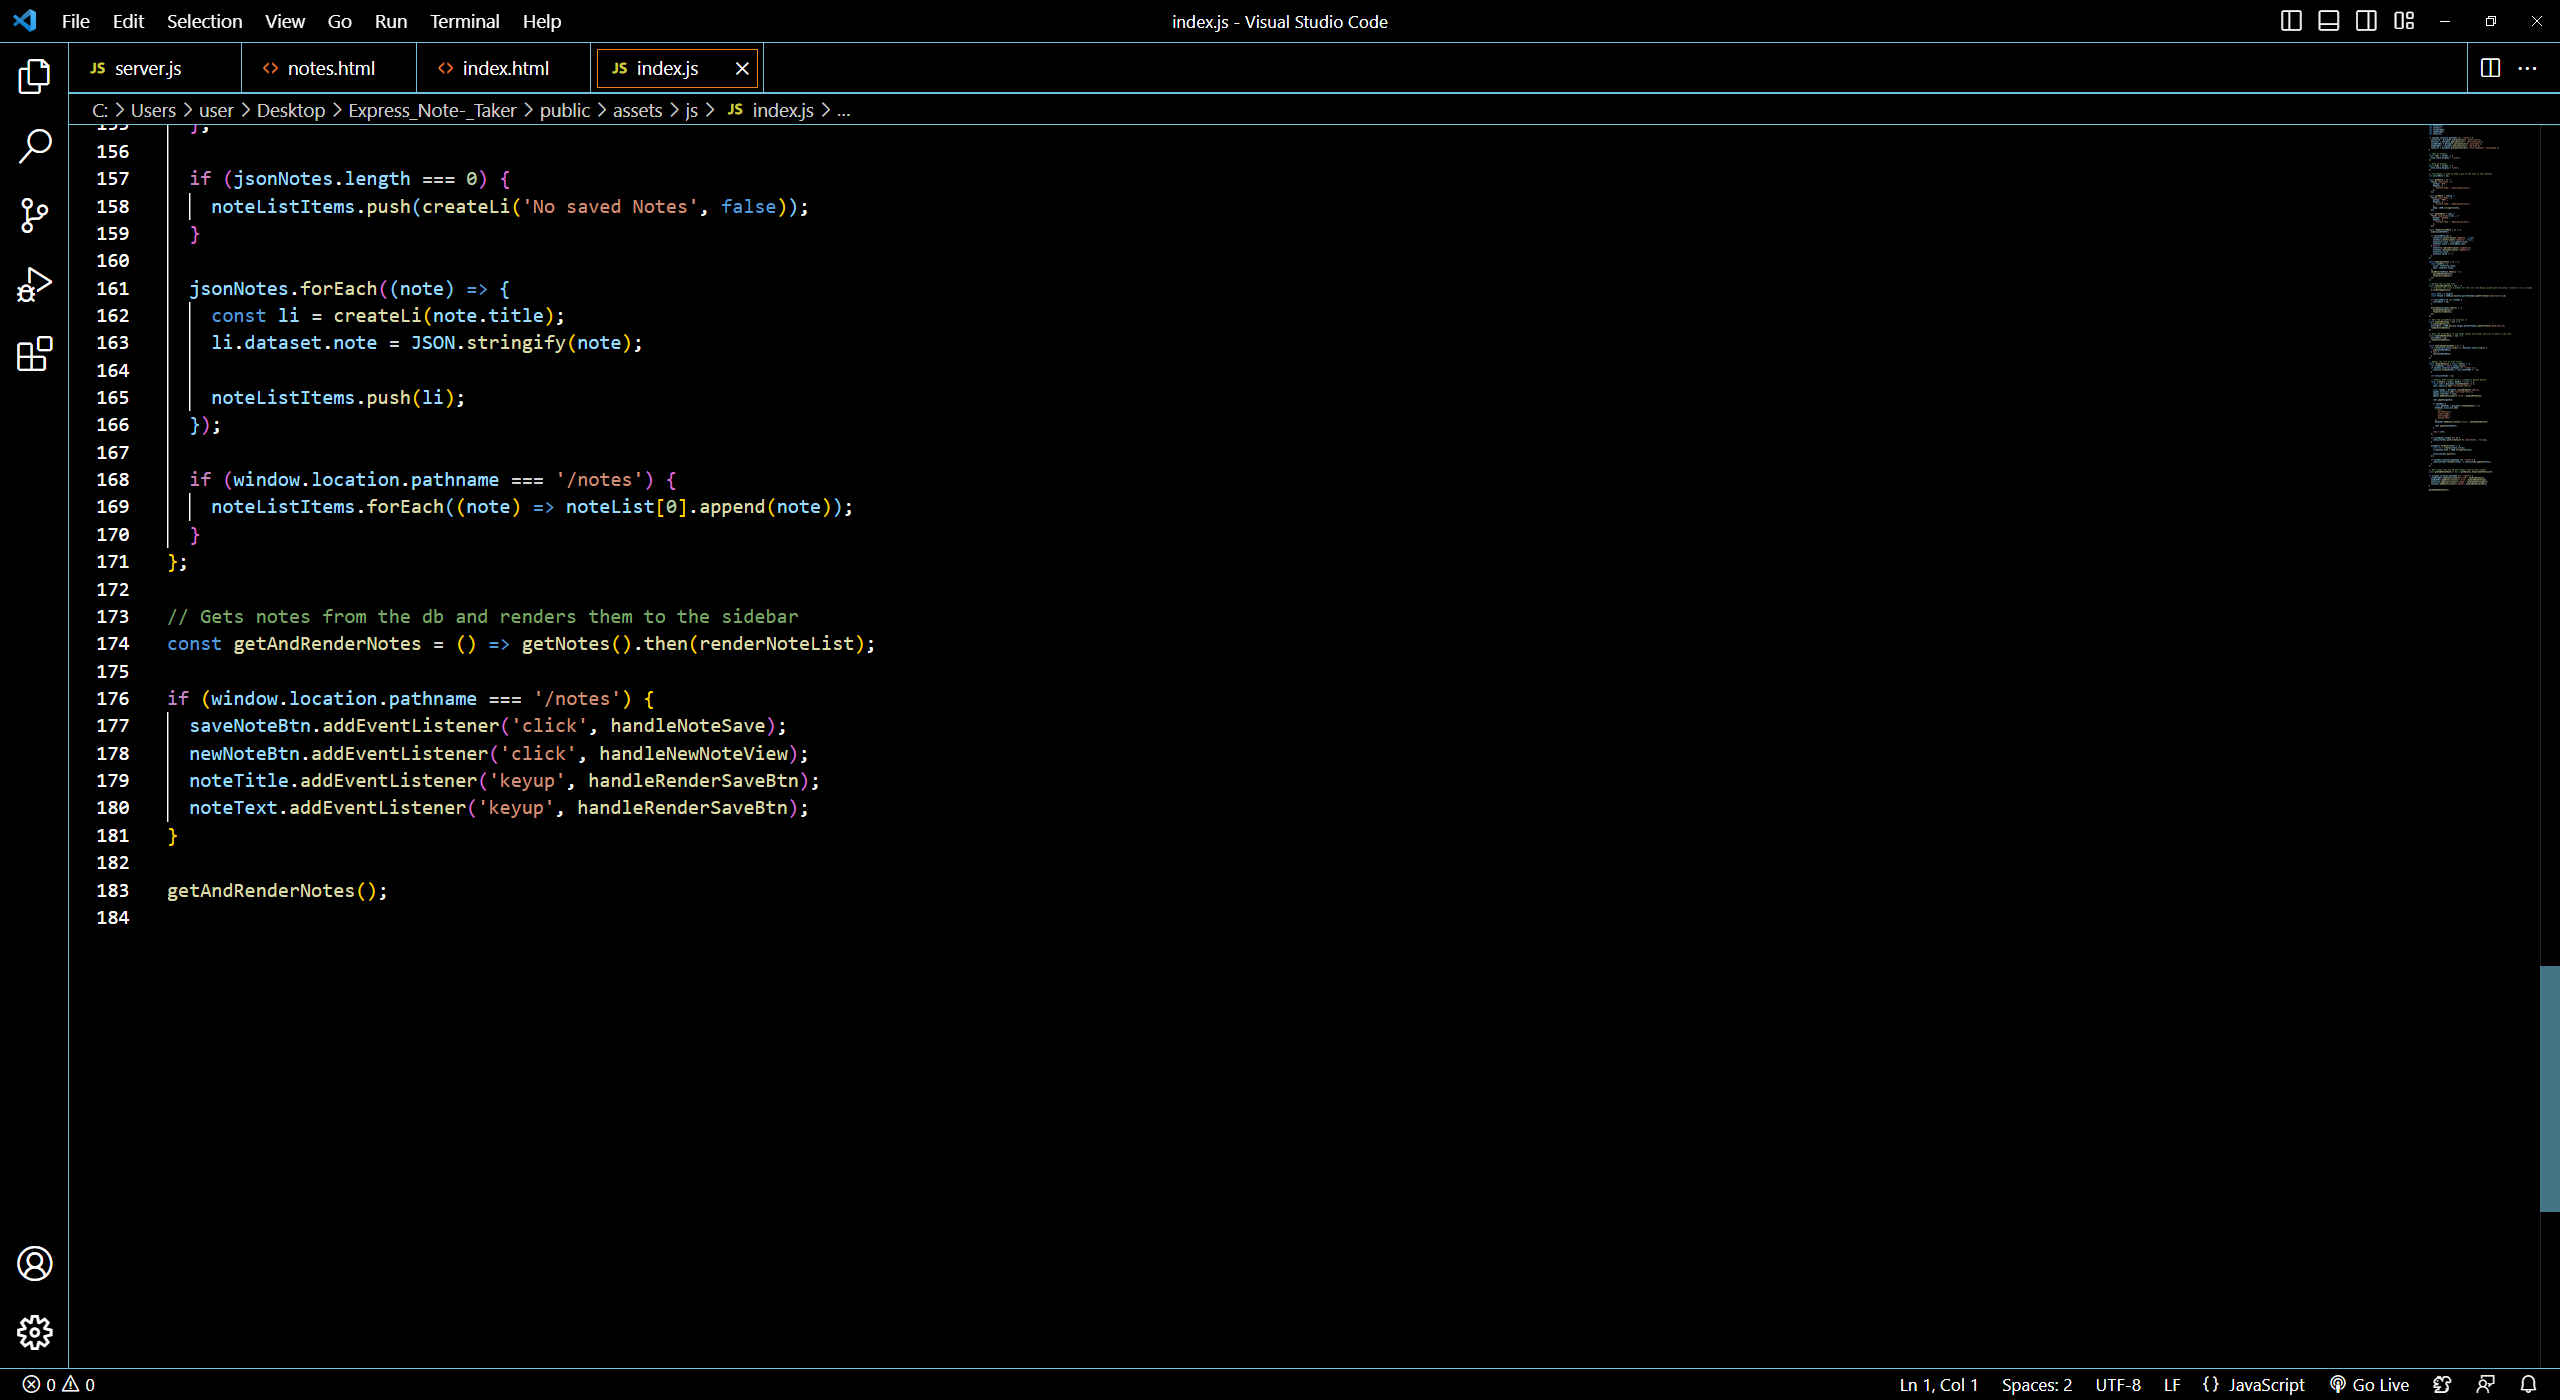 File Edit Selection View Go Run Terminal Help
index.js - Visual Studio Code
JS server.js
<> notes.html
<> index.html
JS index.js
C: > Users > user > Desktop > Express_Note-_Taker > public > assets > js > JS index.js > ...
155 };
156
157 if (jsonNotes.length === 0) {
158 noteListItems.push(createLi('No saved Notes', false));
159 }
160
161 jsonNotes.forEach((note) => {
162 const li = createLi(note.title);
163 li.dataset.note = JSON.stringify(note);
164
165 noteListItems.push(li);
166 });
167
168 if (window.location.pathname === '/notes') {
169 noteListItems.forEach((note) => noteList[0].append(note));
170 }
171 };
172
173 // Gets notes from the db and renders them to the sidebar
174 const getAndRenderNotes = () => getNotes().then(renderNoteList);
175
176 if (window.location.pathname === '/notes') {
177 saveNoteBtn.addEventListener('click', handleNoteSave);
178 newNoteBtn.addEventListener('click', handleNewNoteView);
179 noteTitle.addEventListener('keyup', handleRenderSaveBtn);
180 noteText.addEventListener('keyup', handleRenderSaveBtn);
181 }
182
183 getAndRenderNotes();
184
0 0
Ln 1, Col 1 Spaces: 2 UTF-8 LF {} JavaScript Go Live